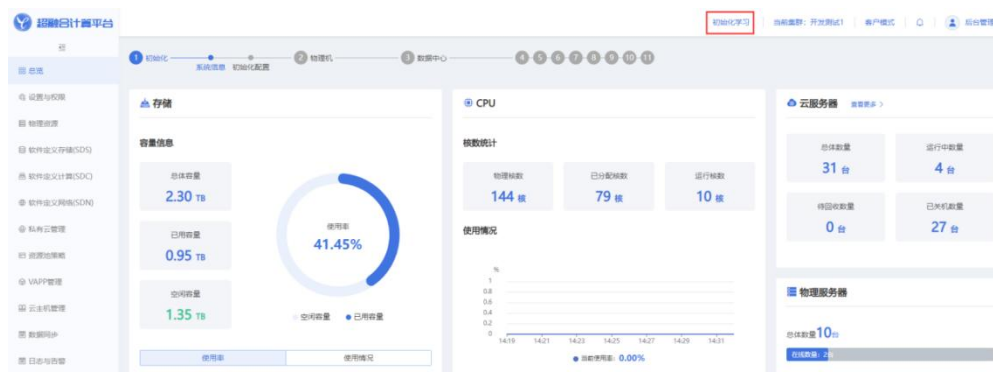 超融合计算平台
初始化学习
当前集群：开发测试1
客户模式
后台管理
1 初始化
系统信息
初始化配置
2 物理机
3 数据中心
4 5 6 7 8 9 10 11
总览
设置与权限
物理资源
软件定义存储(SDS)
软件定义计算(SDC)
软件定义网络(SDN)
私有云管理
资源池策略
VAPP管理
云主机管理
数据同步
日志与告警
存储
容量信息
总体容量
2.30 TB
已用容量
0.95 TB
空闲容量
1.35 TB
使用率
41.45%
空闲容量
已用容量
使用率
使用情况
CPU
核数统计
物理核数
144 核
已分配核数
79 核
运行核数
10 核
使用情况
%
1
0.8
0.6
0.4
0.2
0
14:19 14:21 14:23 14:25 14:27 14:29 14:31
当前使用率: 0.00%
云服务器
查看更多 >
总体数量
31 台
运行中数量
4 台
待回收数量
0 台
已关机数量
27 台
物理服务器
总体数量10台
在线数量: 2台